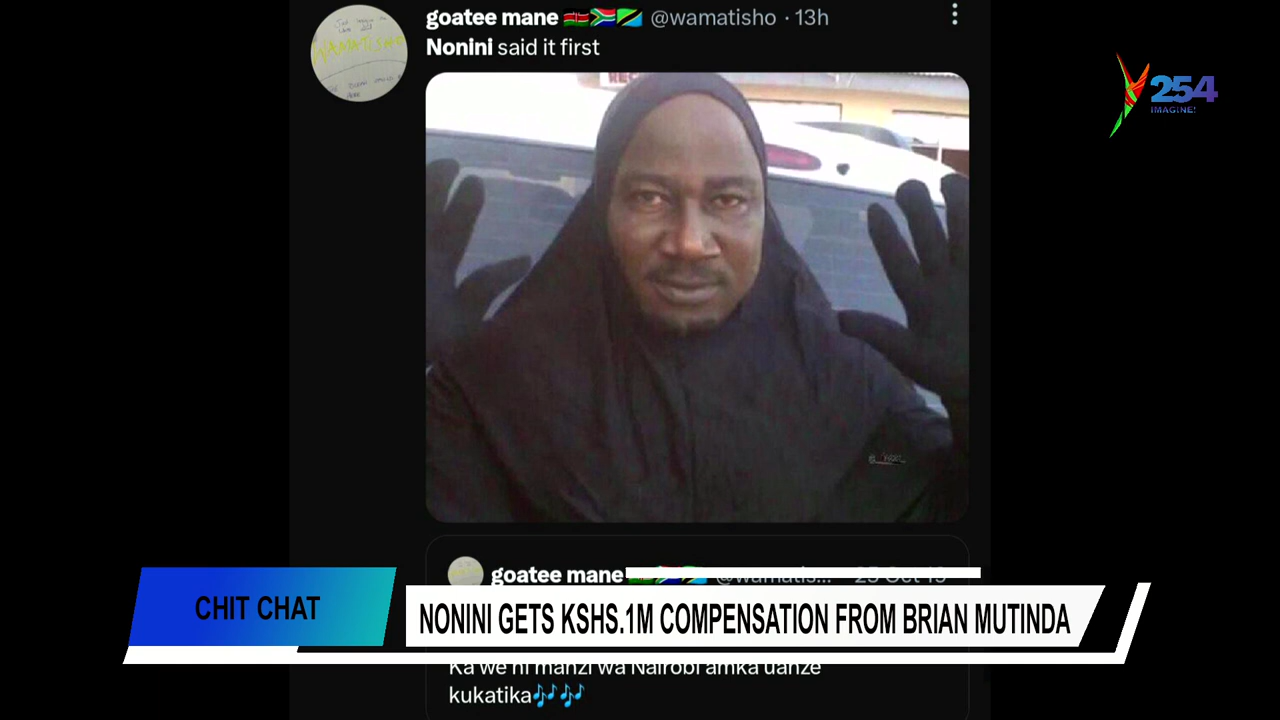 goatee mane 🇰🇪🇿🇦🇹🇿 @wamatisho · 13h
Nonini said it first
254
IMAGINE!
goatee mane @wamatis...
CHIT CHAT
NONINI GETS KSHS.1M COMPENSATION FROM BRIAN MUTINDA
Ka we ni manzi wa Nairobi amka uanze
kukatika🎶🎶